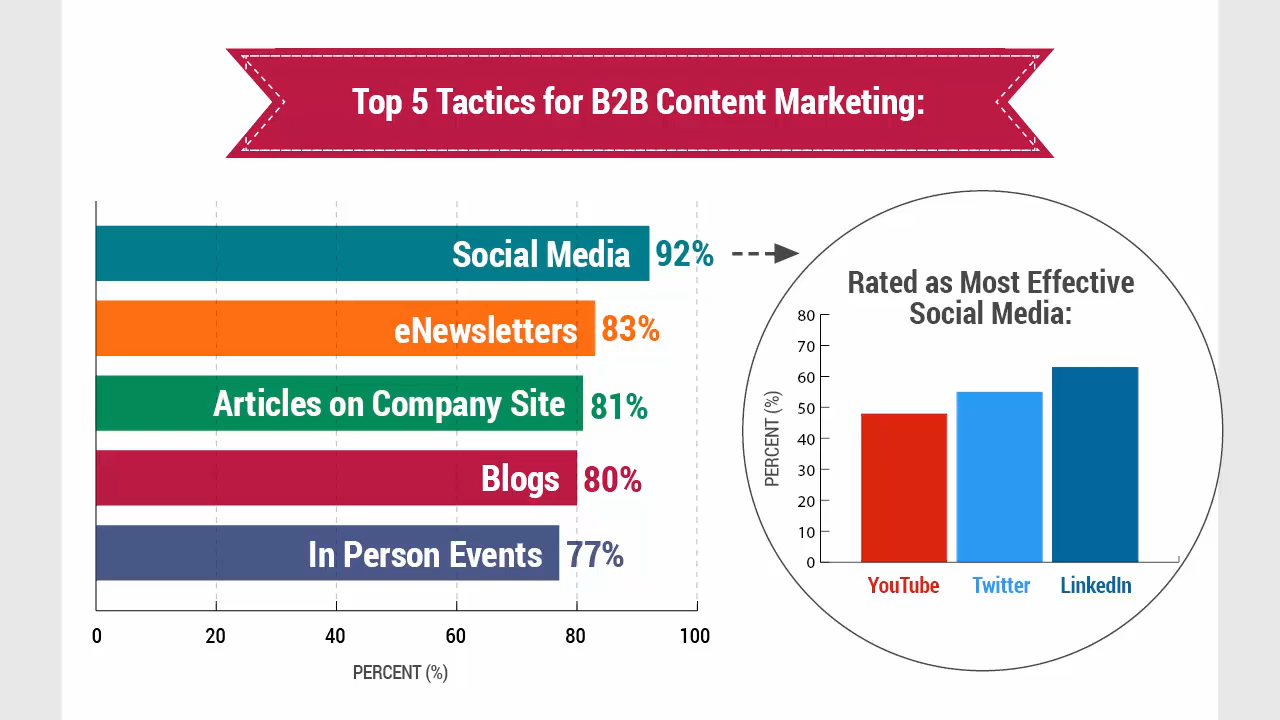 Top 5 Tactics for B2B Content Marketing:
Social Media 92%
eNewsletters 83%
Articles on Company Site 81%
Blogs 80%
In Person Events 77%
0 20 40 60 80 100
PERCENT (%)
Rated as Most Effective
Social Media:
80
70
60
50
40
30
20
10
0
PERCENT (%)
YouTube Twitter LinkedIn